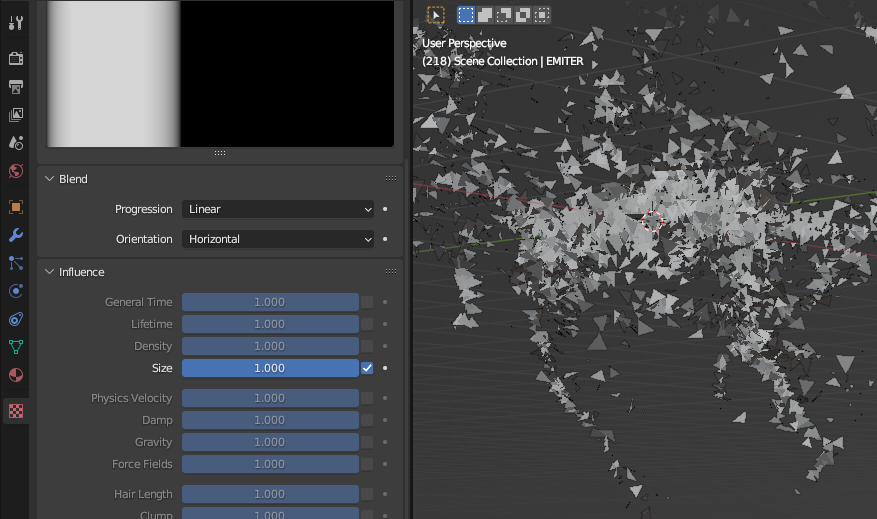 User Perspective
(218) Scene Collection | EMITER
Blend
Progression
Linear
Orientation
Horizontal
Influence
General Time
1.000
Lifetime
1.000
Density
1.000
Size
1.000
Physics Velocity
1.000
Damp
1.000
Gravity
1.000
Force Fields
1.000
Hair Length
1.000
Clump
1.000